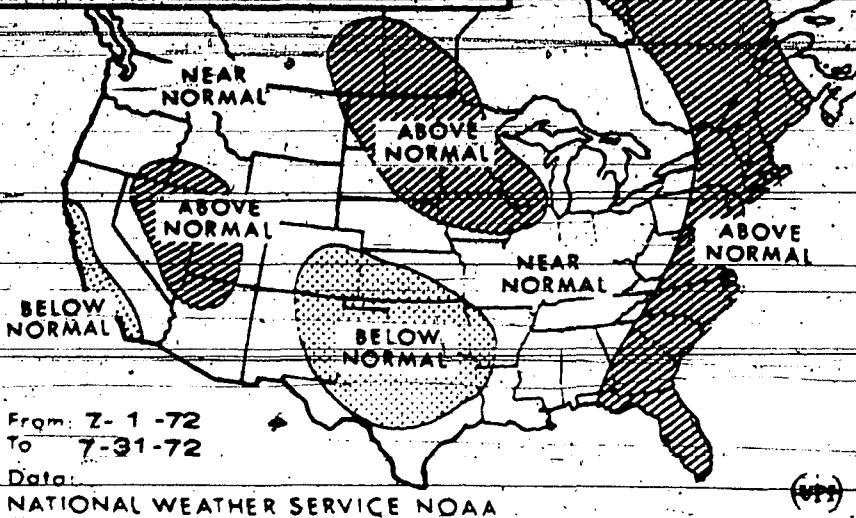 NEAR
NORMAL
ABOVE
NORMAL
ABOVE
NORMAL
ABOVE
NORMAL
NEAR
NORMAL
BELOW
NORMAL
BELOW
NORMAL
From: 7-1-72
To 7-31-72
Data:
NATIONAL WEATHER SERVICE NOAA
(UPI)